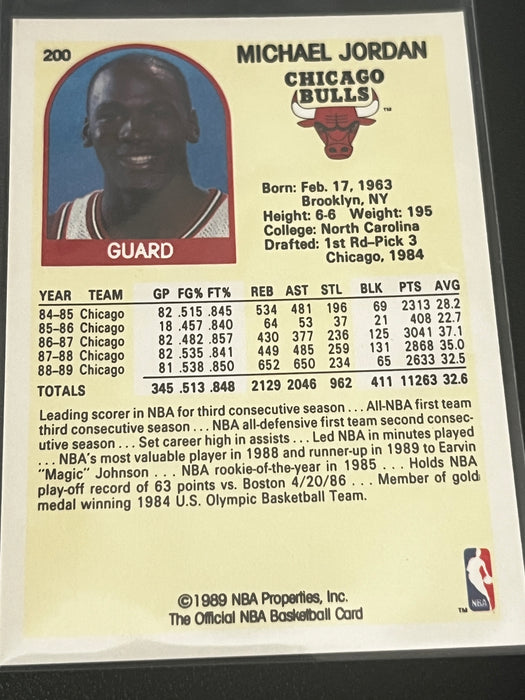 200
MICHAEL JORDAN
CHICAGO
BULLS
TM
GUARD
Born: Feb. 17, 1963
Brooklyn, NY
Height: 6-6 Weight: 195
College: North Carolina
Drafted: 1st Rd-Pick 3
Chicago, 1984
YEAR TEAM GP FG% FT% REB AST STL BLK PTS AVG
84-85 Chicago 82 .515 .845 534 481 196 69 2313 28.2
85-86 Chicago 18 .457 .840 64 53 37 21 408 22.7
86-87 Chicago 82 .482 .857 430 377 236 125 3041 37.1
87-88 Chicago 82 .535 .841 449 485 259 131 2868 35.0
88-89 Chicago 81 .538 .850 652 650 234 65 2633 32.5
TOTALS 345 .513 .848 2129 2046 962 411 11263 32.6
Leading scorer in NBA for third consecutive season . . . All-NBA first team
third consecutive season . . . NBA all-defensive first team second consec-
utive season . . . Set career high in assists . . . Led NBA in minutes played
. . . NBA's most valuable player in 1988 and runner-up in 1989 to Earvin
"Magic" Johnson . . . NBA rookie-of-the-year in 1985 . . . Holds NBA
play-off record of 63 points vs. Boston 4/20/86 . . . Member of gold
medal winning 1984 U.S. Olympic Basketball Team.
©1989 NBA Properties, Inc.
The Official NBA Basketball Card
TM
NBA